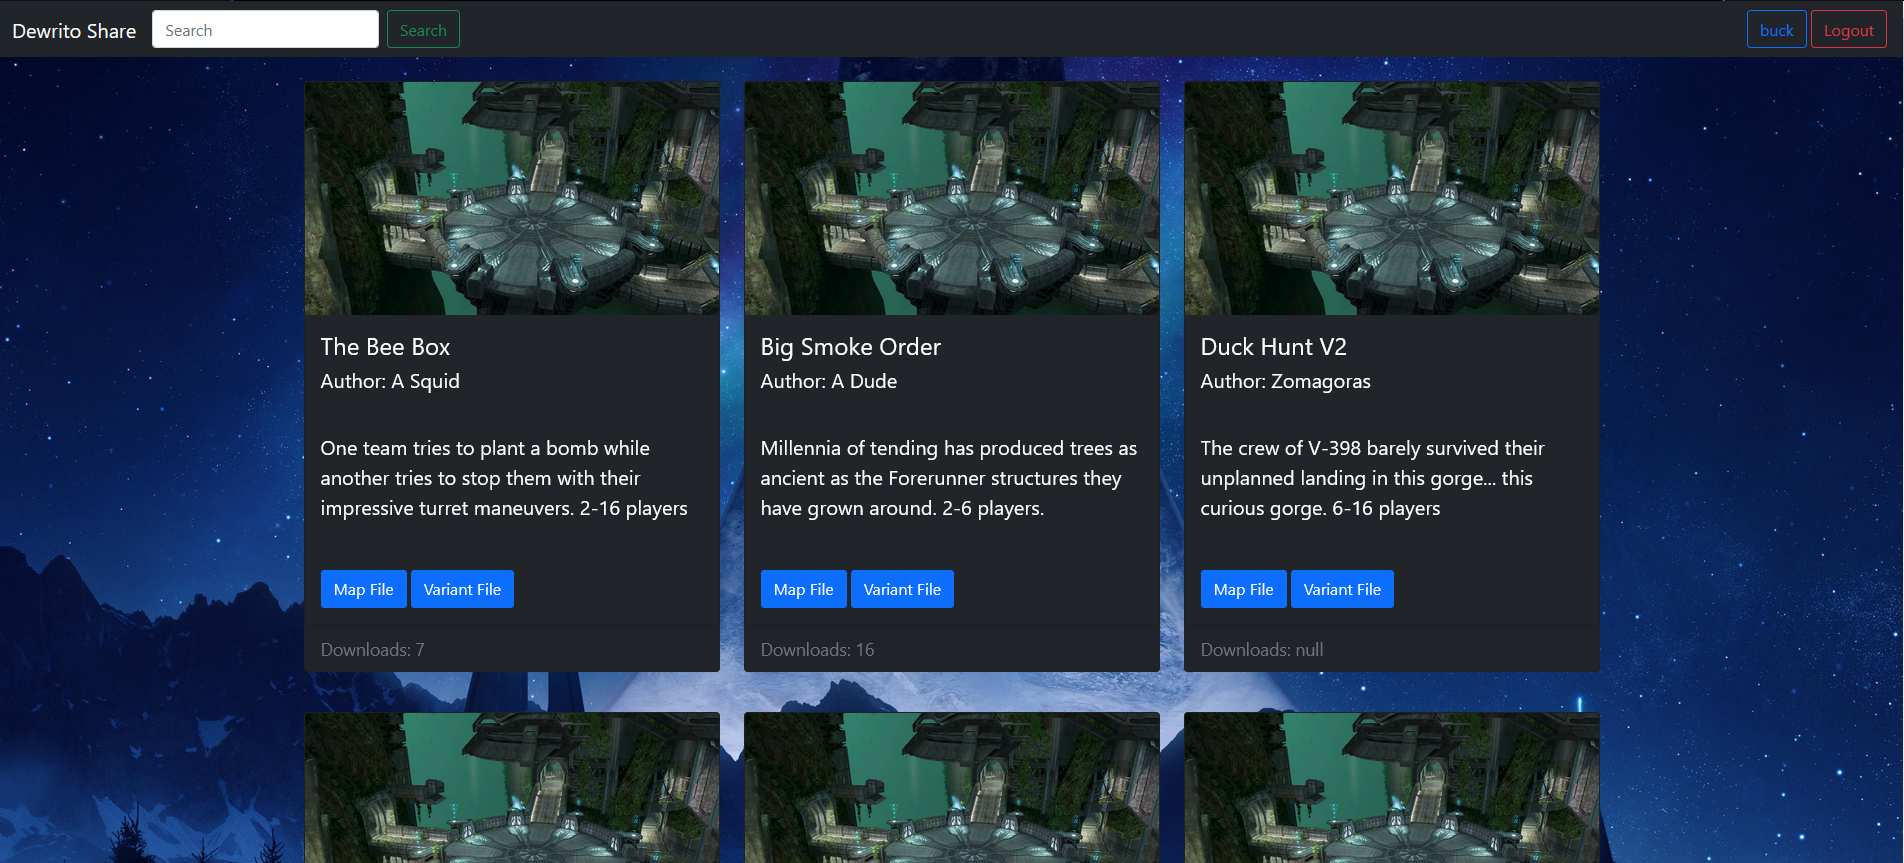 Dewrito Share
Search
Search
buck
Logout
The Bee Box
Author: A Squid
One team tries to plant a bomb while
another tries to stop them with their
impressive turret maneuvers. 2-16 players
Map File
Variant File
Downloads: 7
Big Smoke Order
Author: A Dude
Millennia of tending has produced trees as
ancient as the Forerunner structures they
have grown around. 2-6 players.
Map File
Variant File
Downloads: 16
Duck Hunt V2
Author: Zomagoras
The crew of V-398 barely survived their
unplanned landing in this gorge... this
curious gorge. 6-16 players
Map File
Variant File
Downloads: null